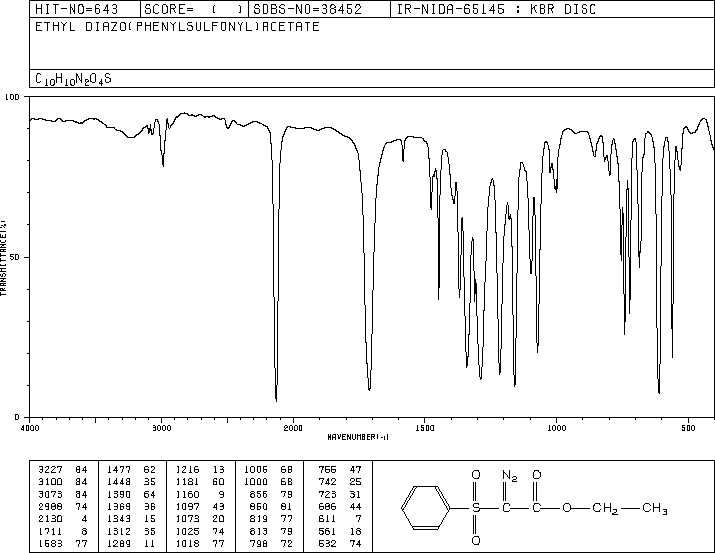 HIT-NO=643 SCORE= ( ) SDBS-NO=38452 IR-NIDA-65145 : KBR DISC
ETHYL DIAZO(PHENYLSULFONYL)ACETATE
C10H10N2O4S
100
50
0
TRANSMITTANCE(%)
4000 3000 2000 1500 1000 500
WAVENUMBER(-1)
3227 84 1477 62 1216 13 1006 68 766 47
3100 84 1448 35 1181 60 1000 68 742 25
3073 84 1390 64 1160 9 856 79 723 31
2988 74 1369 36 1097 43 850 81 686 44
2130 4 1343 15 1073 20 819 77 611 7
1711 8 1312 35 1025 74 813 79 561 18
1583 77 1289 11 1018 77 798 72 532 74
O N2 O
S C C O CH2 CH3
O